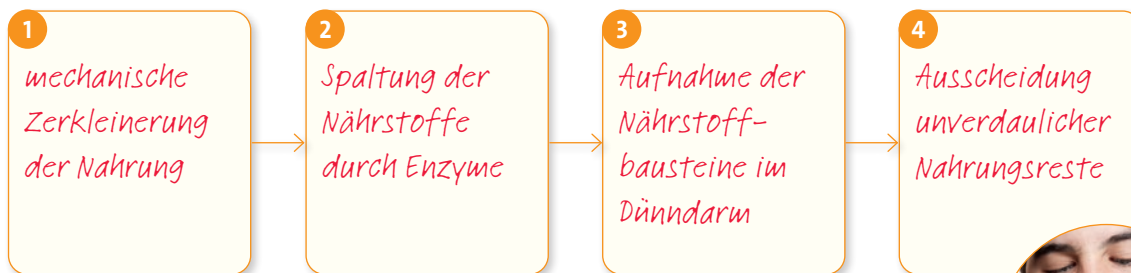 1
mechanische
Zerkleinerung
der Nahrung
2
Spaltung der
Nährstoffe
durch Enzyme
3
Aufnahme der
Nährstoff-
bausteine im
Dünndarm
4
Ausscheidung
unverdaulicher
Nahrungsreste